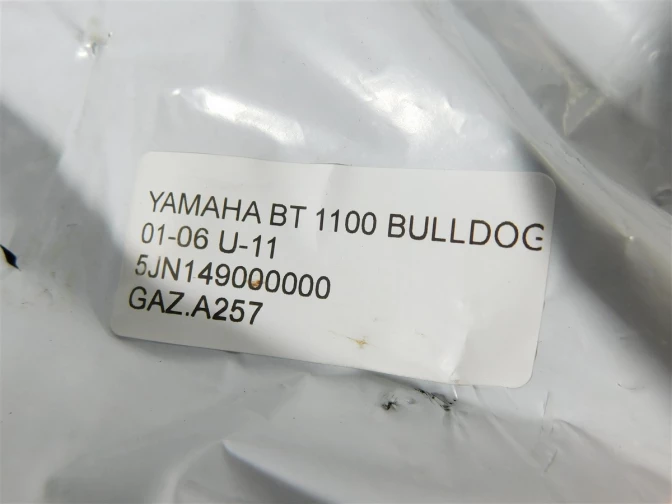 YAMAHA BT 1100 BULLDOG
01-06 U-11
5JN149000000
GAZ.A257